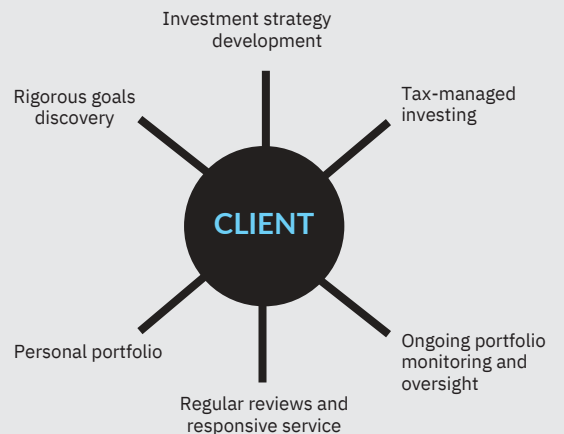 Investment strategy
development
Rigorous goals
discovery
Tax-managed
investing
CLIENT
Personal portfolio
Ongoing portfolio
monitoring and
oversight
Regular reviews and
responsive service